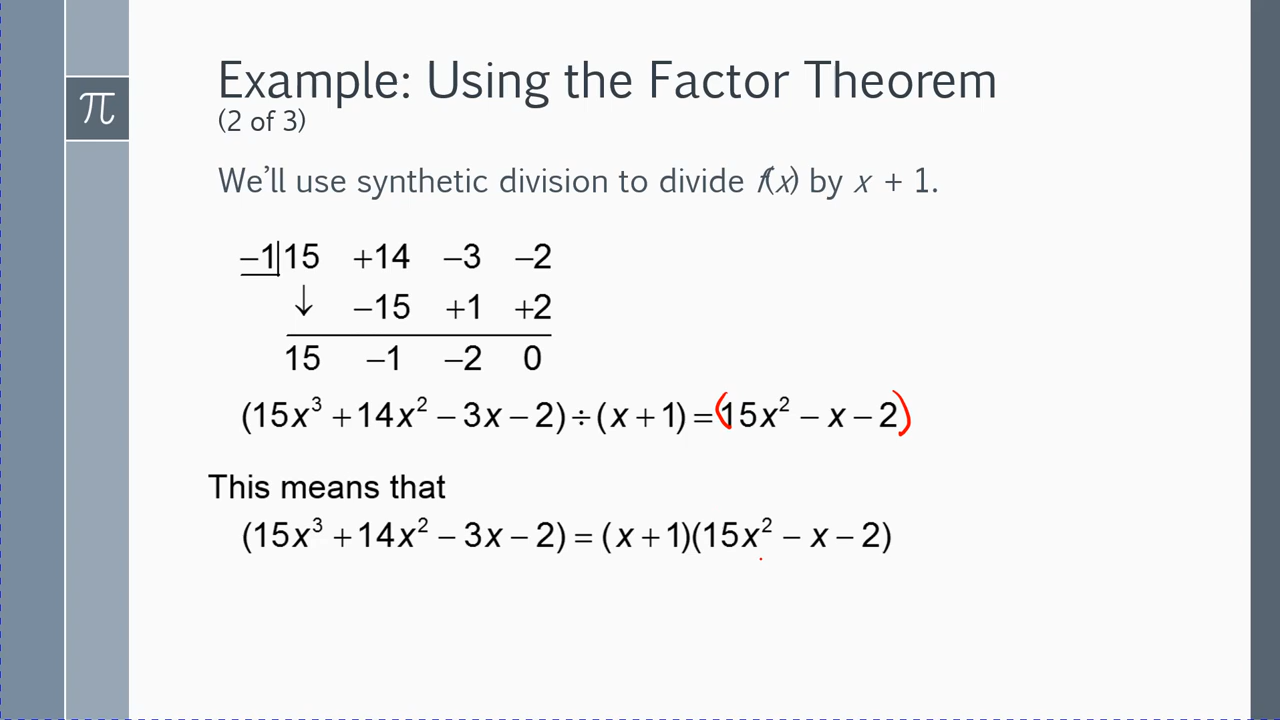 π
Example: Using the Factor Theorem
(2 of 3)
We'll use synthetic division to divide f(x) by x + 1.
−1|15 +14 −3 −2
↓ −15 +1 +2
15 −1 −2 0
(15x³ + 14x² − 3x − 2) ÷ (x + 1) = (15x² − x − 2)
This means that
(15x³ + 14x² − 3x − 2) = (x + 1)(15x² − x − 2)